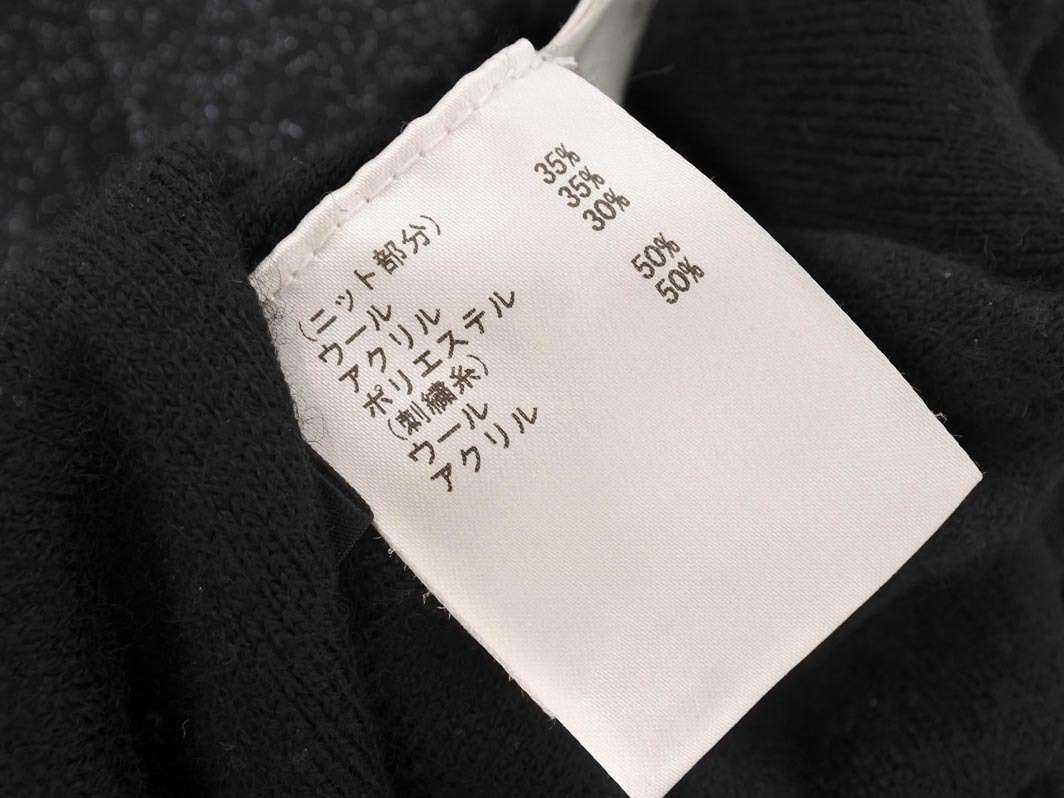 (ニット部分)
ウール 35%
アクリル 35%
ポリエステル 30%
(刺繍糸)
ウール 50%
アクリル 50%